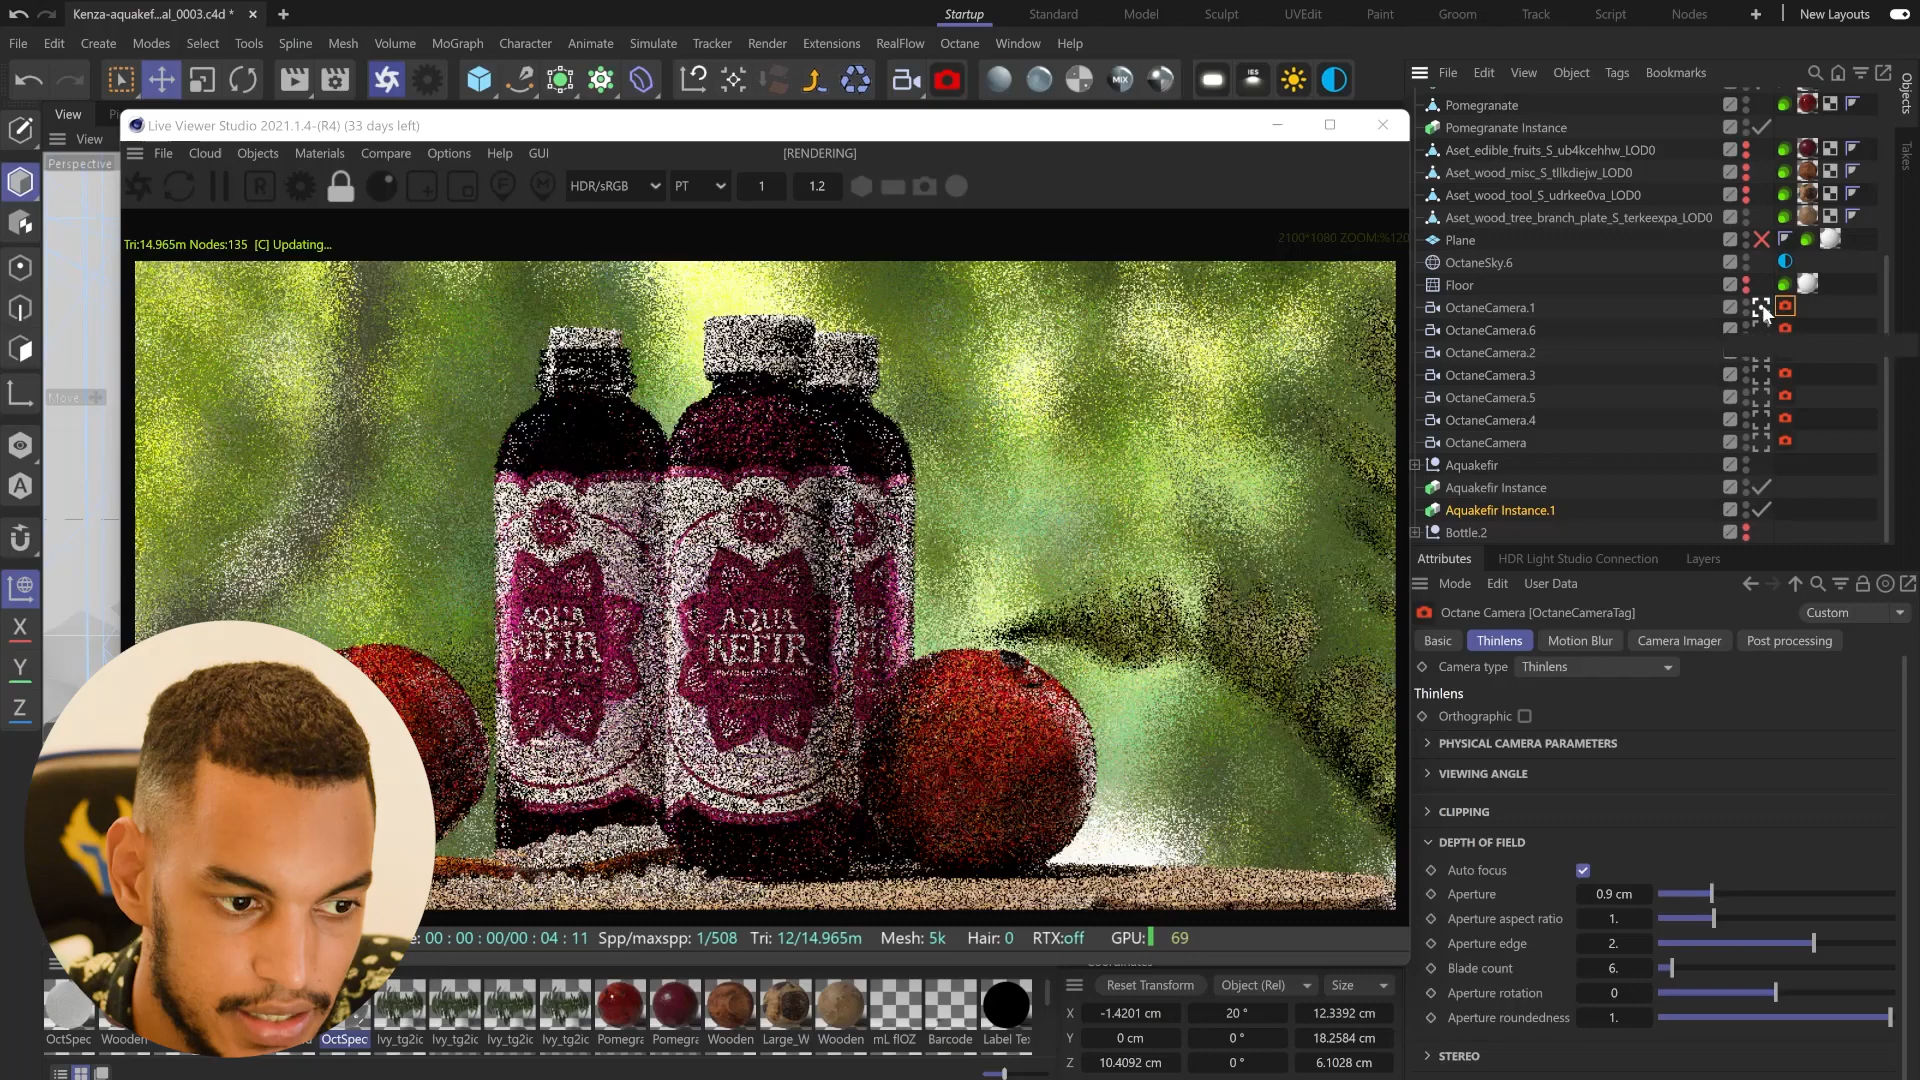 Kenza-aquakef...al_0003.c4d *
Startup
Standard
Model
Sculpt
UVEdit
Paint
Groom
Track
Script
Nodes
New Layouts
File
Edit
Create
Modes
Select
Tools
Spline
Mesh
Volume
MoGraph
Character
Animate
Simulate
Tracker
Render
Extensions
RealFlow
Octane
Window
Help
MIX
IES
File
Edit
View
Object
Tags
Bookmarks
Objects
Takes
View
View
Perspective
Move
Live Viewer Studio 2021.1.4-(R4) (33 days left)
File
Cloud
Objects
Materials
Compare
Options
Help
GUI
[RENDERING]
HDR/sRGB
PT
1
1.2
Tri:14.965m Nodes:135 [C] Updating...
2100*1080 ZOOM:%120
AQUA
KEFIR
AQUA
KEFIR
Pomegranate
Pomegranate Instance
Aset_edible_fruits_S_ub4kcehhw_LOD0
Aset_wood_misc_S_tllkdiejw_LOD0
Aset_wood_tool_S_udrkee0va_LOD0
Aset_wood_tree_branch_plate_S_terkeexpa_LOD0
Plane
OctaneSky.6
Floor
OctaneCamera.1
OctaneCamera.6
OctaneCamera.2
OctaneCamera.3
OctaneCamera.5
OctaneCamera.4
OctaneCamera
Aquakefir
Aquakefir Instance
Aquakefir Instance.1
Bottle.2
Attributes
HDR Light Studio Connection
Layers
Mode
Edit
User Data
Octane Camera [OctaneCameraTag]
Custom
Basic
Thinlens
Motion Blur
Camera Imager
Post processing
Camera type
Thinlens
Thinlens
Orthographic
PHYSICAL CAMERA PARAMETERS
VIEWING ANGLE
CLIPPING
DEPTH OF FIELD
Auto focus
Aperture 0.9 cm
Aperture aspect ratio 1.
Aperture edge 2.
Blade count 6.
Aperture rotation 0
Aperture roundedness 1.
STEREO
X
Y
Z
e: 00 : 00 : 00/00 : 04 : 11 Spp/maxspp: 1/508 Tri: 12/14.965m Mesh: 5k Hair: 0 RTX:off GPU: 69
OctSpec
Wooden
OctSpec
Ivy_tg2ic
Ivy_tg2ic
Ivy_tg2ic
Ivy_tg2ic
Pomegra
Pomegra
Wooden
Large_W
Wooden
mL flOZ
Barcode
Label Te
Reset Transform
Object (Rel)
Size
X -1.4201 cm 20 ° 12.3392 cm
Y 0 cm 0 ° 18.2584 cm
Z 10.4092 cm 0 ° 6.1028 cm